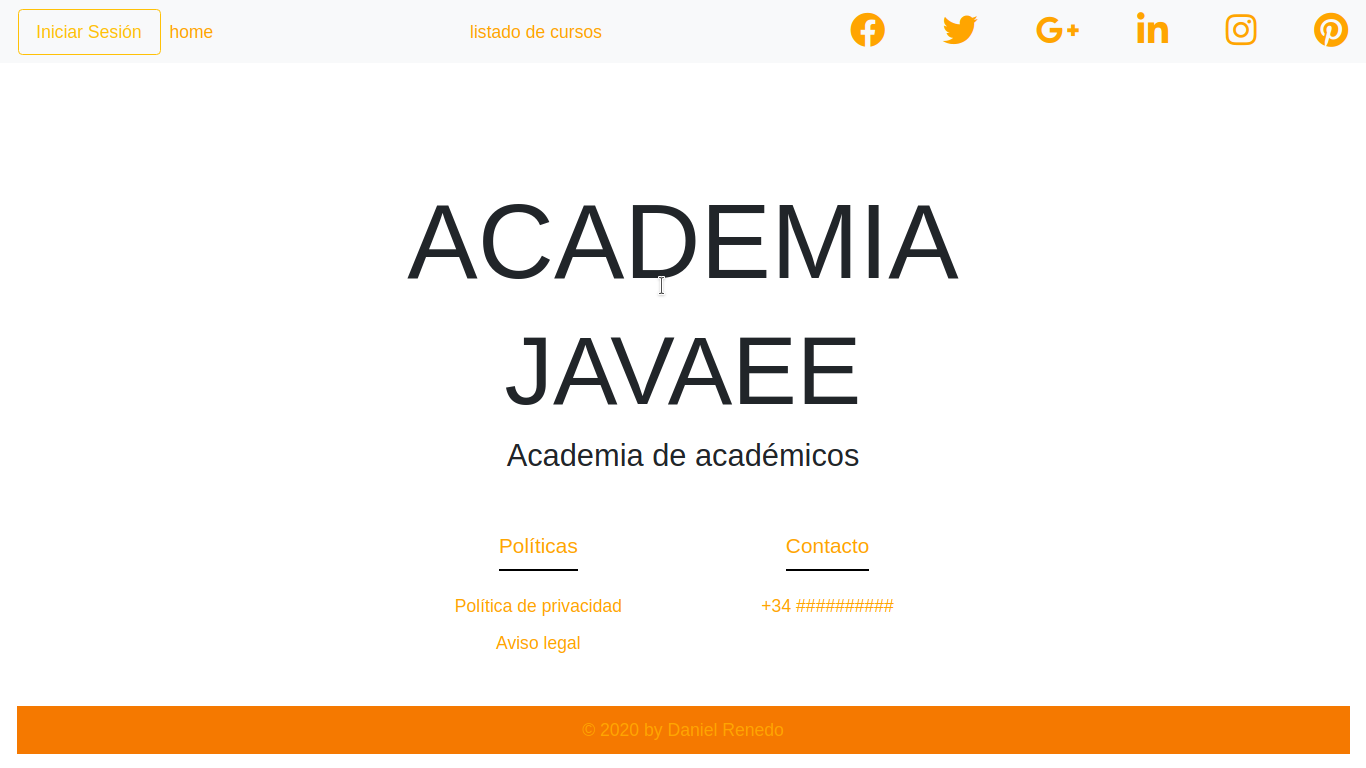 Iniciar Sesión home listado de cursos
ACADEMIA
JAVAEE
Academia de académicos
Políticas Contacto
Política de privacidad +34 ##########
Aviso legal
© 2020 by Daniel Renedo